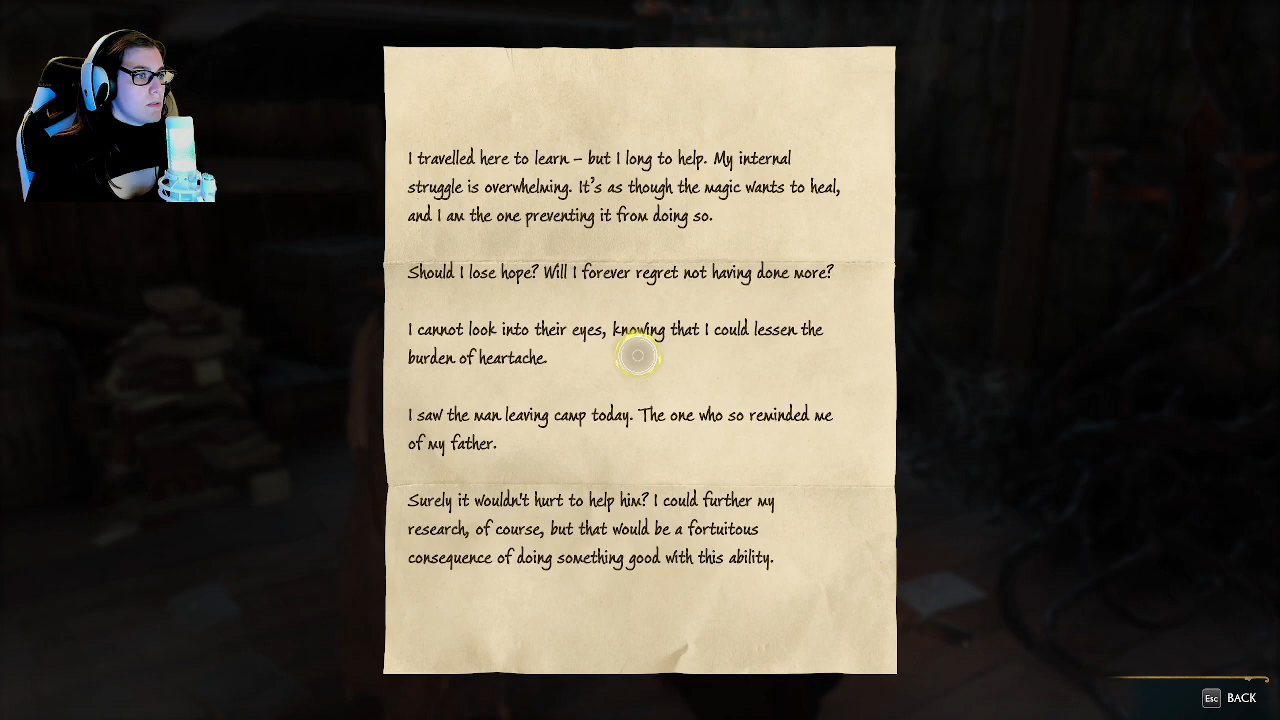 I travelled here to learn – but I long to help. My internal
struggle is overwhelming. It's as though the magic wants to heal,
and I am the one preventing it from doing so.
Should I lose hope? Will I forever regret not having done more?
I cannot look into their eyes, knowing that I could lessen the
burden of heartache.
I saw the man leaving camp today. The one who so reminded me
of my father.
Surely it wouldn't hurt to help him? I could further my
research, of course, but that would be a fortuitous
consequence of doing something good with this ability.
Esc BACK